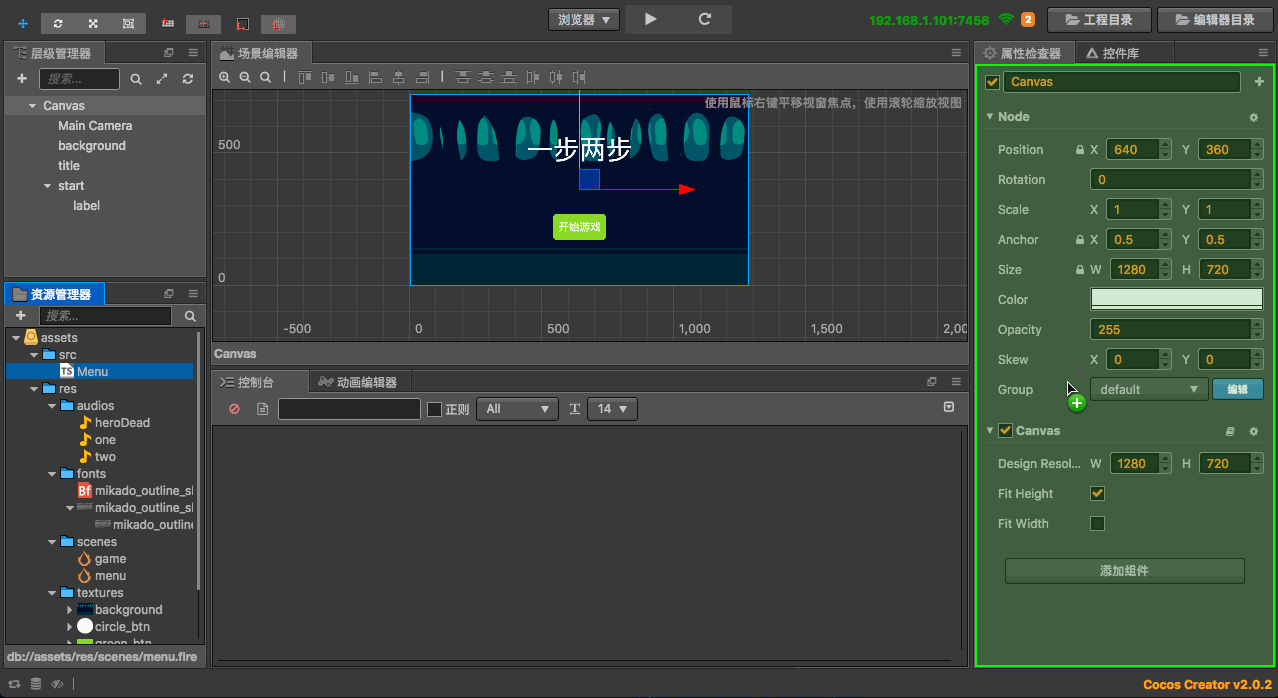 浏览器
192.168.1.101:7456
2
工程目录
编辑器目录
层级管理器
搜索...
Canvas
Main Camera
background
title
start
label
资源管理器
搜索...
assets
src
TS Menu
res
audios
heroDead
one
two
fonts
Bf mikado_outline_sl
mikado_outline_sl
mikado_outline
scenes
game
menu
textures
background
circle_btn
green_btn
db://assets/res/scenes/menu.fire
场景编辑器
使用鼠标右键平移视窗焦点，使用滚轮缩放视图
500
0
一步两步
开始游戏
-500
0
500
1,000
1,500
2,00
Canvas
控制台
动画编辑器
正则
All
14
属性检查器
控件库
Canvas
Node
Position X 640 Y 360
Rotation 0
Scale X 1 Y 1
Anchor X 0.5 Y 0.5
Size W 1280 H 720
Color
Opacity 255
Skew X 0 Y 0
Group default 编辑
Canvas
Design Resol... W 1280 H 720
Fit Height
Fit Width
添加组件
Cocos Creator v2.0.2